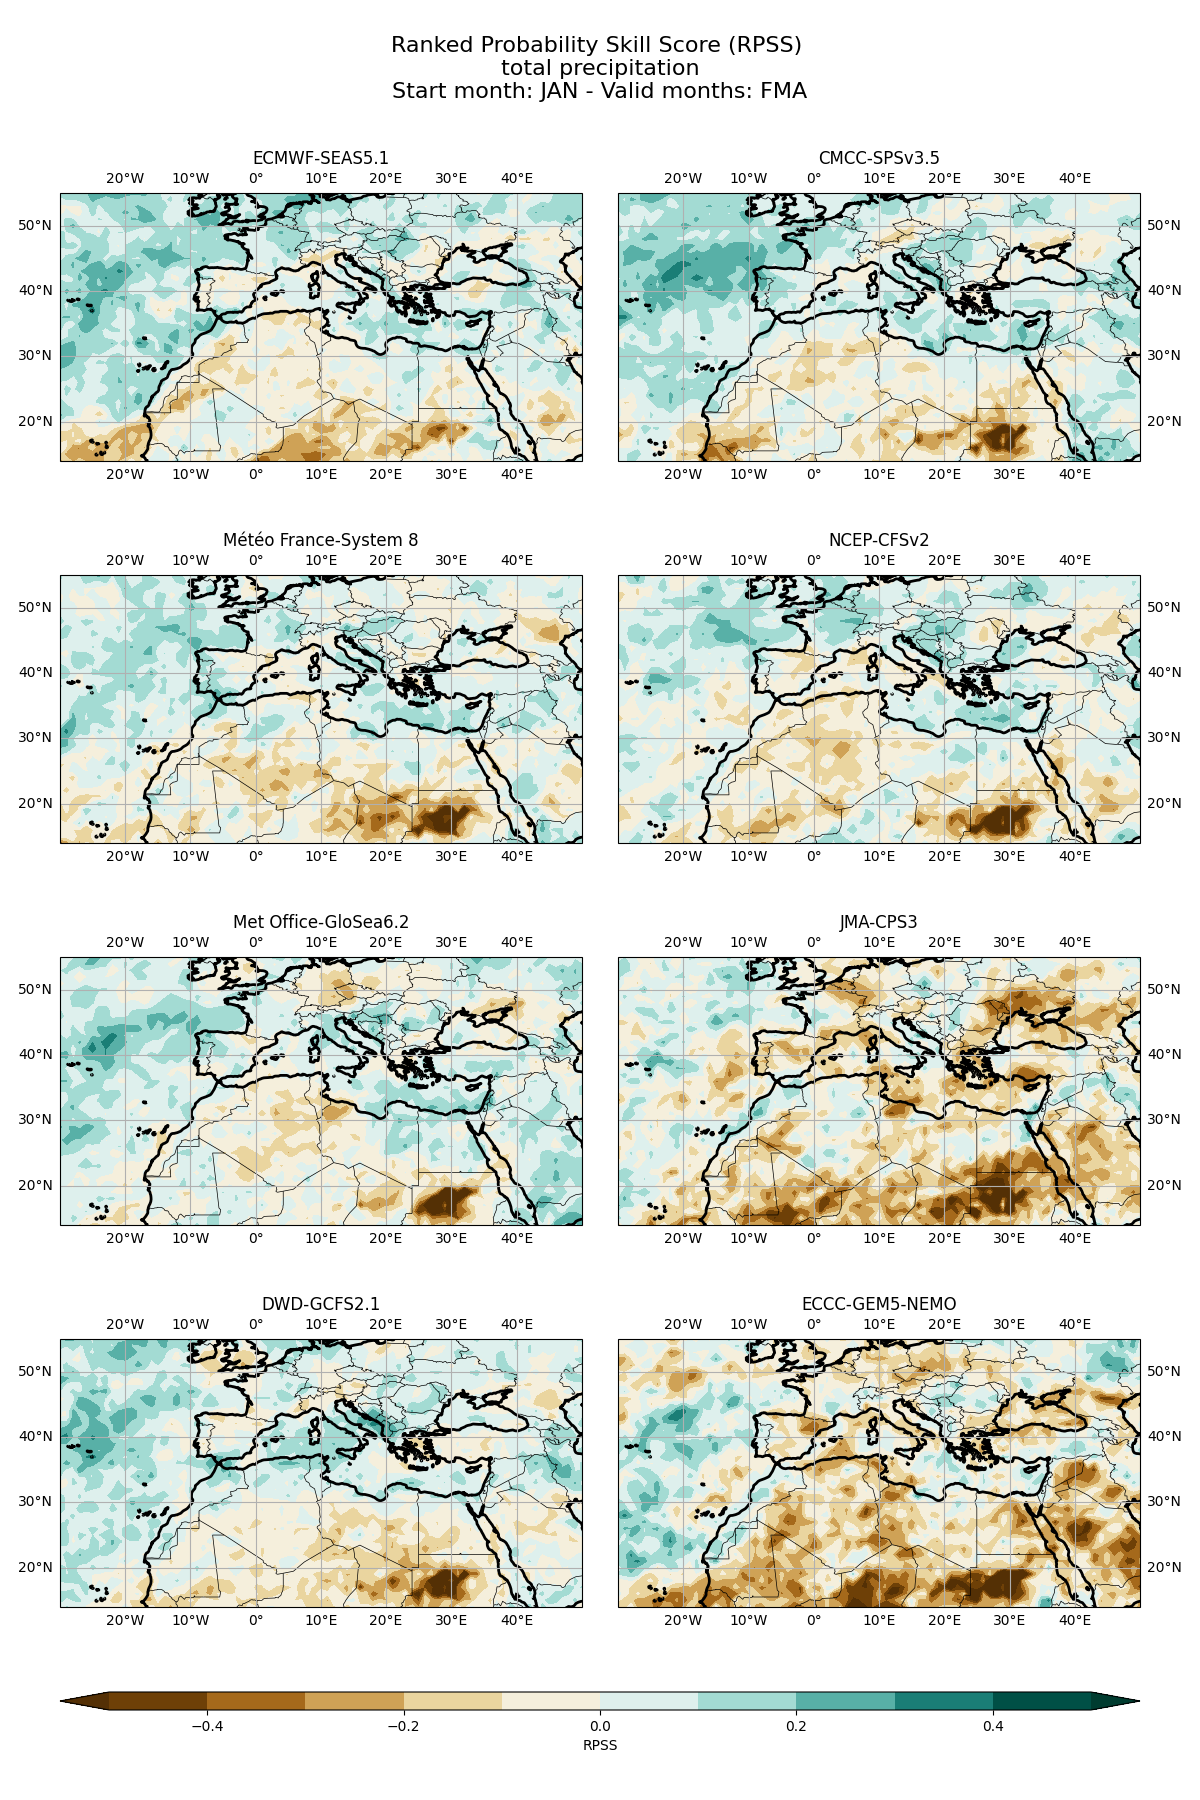 Ranked Probability Skill Score (RPSS)
total precipitation
Start month: JAN - Valid months: FMA
ECMWF-SEAS5.1
20°W 10°W 0° 10°E 20°E 30°E 40°E
50°N
40°N
30°N
20°N
20°W 10°W 0° 10°E 20°E 30°E 40°E
CMCC-SPSv3.5
20°W 10°W 0° 10°E 20°E 30°E 40°E
50°N
40°N
30°N
20°N
20°W 10°W 0° 10°E 20°E 30°E 40°E
Météo France-System 8
20°W 10°W 0° 10°E 20°E 30°E 40°E
50°N
40°N
30°N
20°N
20°W 10°W 0° 10°E 20°E 30°E 40°E
NCEP-CFSv2
20°W 10°W 0° 10°E 20°E 30°E 40°E
50°N
40°N
30°N
20°N
20°W 10°W 0° 10°E 20°E 30°E 40°E
Met Office-GloSea6.2
20°W 10°W 0° 10°E 20°E 30°E 40°E
50°N
40°N
30°N
20°N
20°W 10°W 0° 10°E 20°E 30°E 40°E
JMA-CPS3
20°W 10°W 0° 10°E 20°E 30°E 40°E
50°N
40°N
30°N
20°N
20°W 10°W 0° 10°E 20°E 30°E 40°E
DWD-GCFS2.1
20°W 10°W 0° 10°E 20°E 30°E 40°E
50°N
40°N
30°N
20°N
20°W 10°W 0° 10°E 20°E 30°E 40°E
ECCC-GEM5-NEMO
20°W 10°W 0° 10°E 20°E 30°E 40°E
50°N
40°N
30°N
20°N
20°W 10°W 0° 10°E 20°E 30°E 40°E
−0.4 −0.2 0.0 0.2 0.4
RPSS